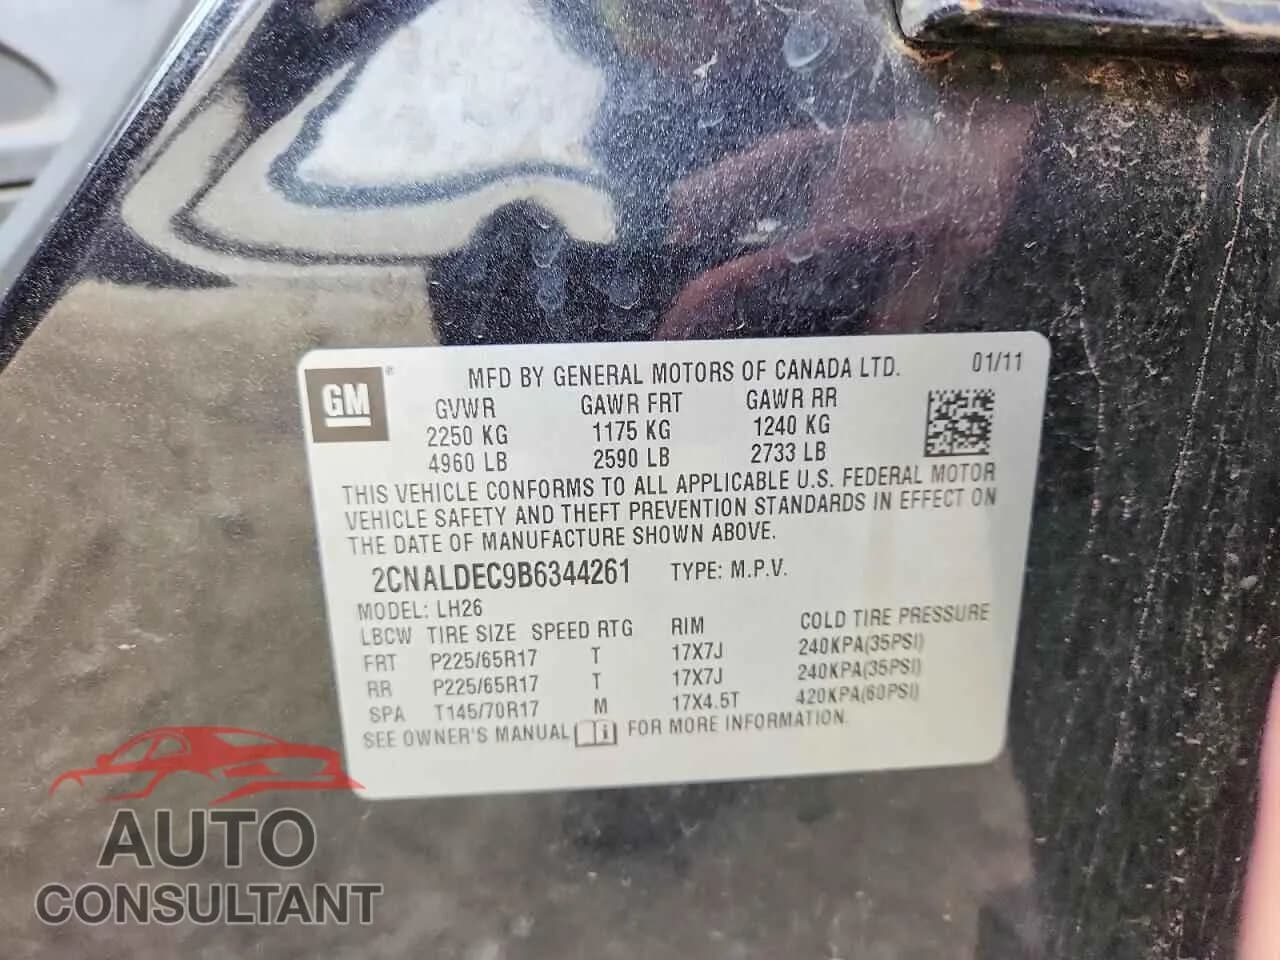 GM
MFD BY GENERAL MOTORS OF CANADA LTD. 01/11
GVWR GAWR FRT GAWR RR
2250 KG 1175 KG 1240 KG
4960 LB 2590 LB 2733 LB
THIS VEHICLE CONFORMS TO ALL APPLICABLE U.S. FEDERAL MOTOR
VEHICLE SAFETY AND THEFT PREVENTION STANDARDS IN EFFECT ON
THE DATE OF MANUFACTURE SHOWN ABOVE.
2CNALDEC9B6344261 TYPE: M.P.V.
MODEL: LH26
LBCW TIRE SIZE SPEED RTG RIM COLD TIRE PRESSURE
FRT P225/65R17 T 17X7J 240KPA(35PSI)
RR P225/65R17 T 17X7J 240KPA(35PSI)
SPA T145/70R17 M 17X4.5T 420KPA(60PSI)
SEE OWNER'S MANUAL FOR MORE INFORMATION.
AUTO
CONSULTANT